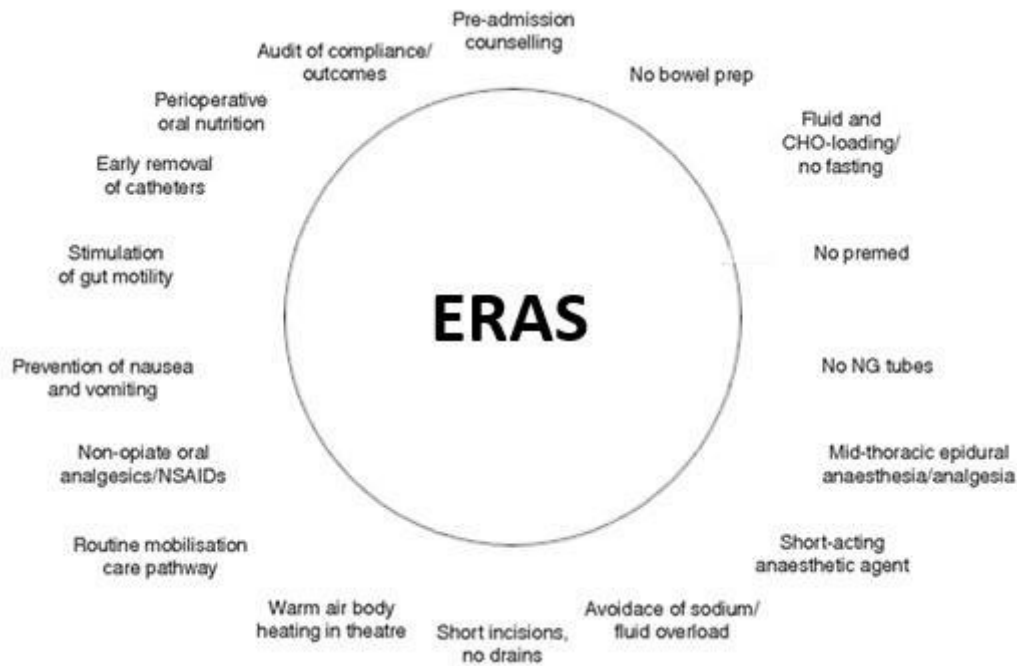 Pre-admission
counselling
No bowel prep
Fluid and
CHO-loading/
no fasting
No premed
No NG tubes
Mid-thoracic epidural
anaesthesia/analgesia
Short-acting
anaesthetic agent
Avoidace of sodium/
fluid overload
Short incisions,
no drains
Warm air body
heating in theatre
Routine mobilisation
care pathway
Non-opiate oral
analgesics/NSAIDs
Prevention of nausea
and vomiting
Stimulation
of gut motility
Early removal
of catheters
Perioperative
oral nutrition
Audit of compliance/
outcomes
ERAS